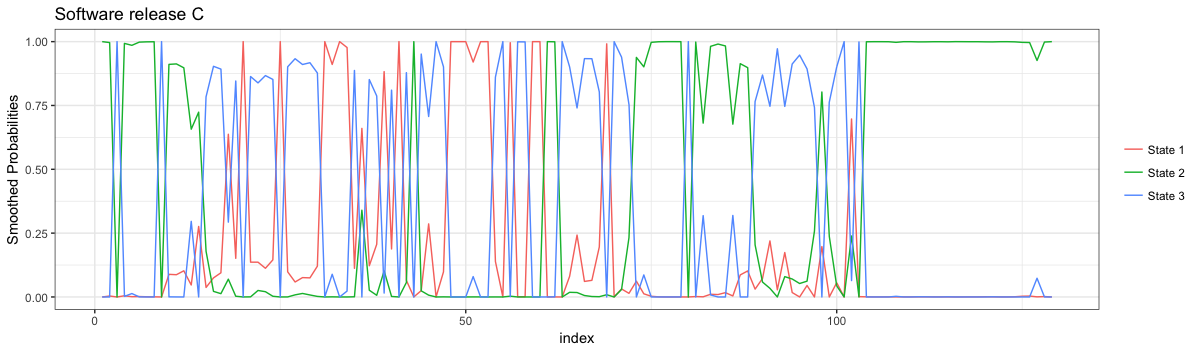 Software release C
Smoothed Probabilities
1.00
0.75
0.50
0.25
0.00
0
50
100
index
State 1
State 2
State 3